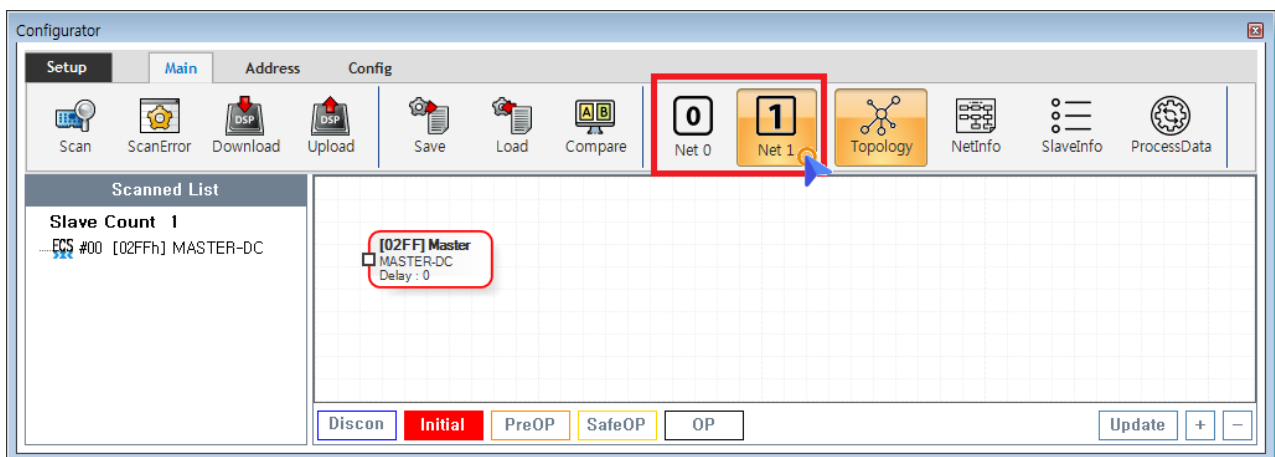 Configurator
Setup Main Address Config
DSP DSP A B 0 1
Scan ScanError Download Upload Save Load Compare Net 0 Net 1 Topology NetInfo SlaveInfo ProcessData
Scanned List
Slave Count 1
ECS #00 [02FFh] MASTER-DC
[02FF] Master
MASTER-DC
Delay : 0
Discon Initial PreOP SafeOP OP Update + -